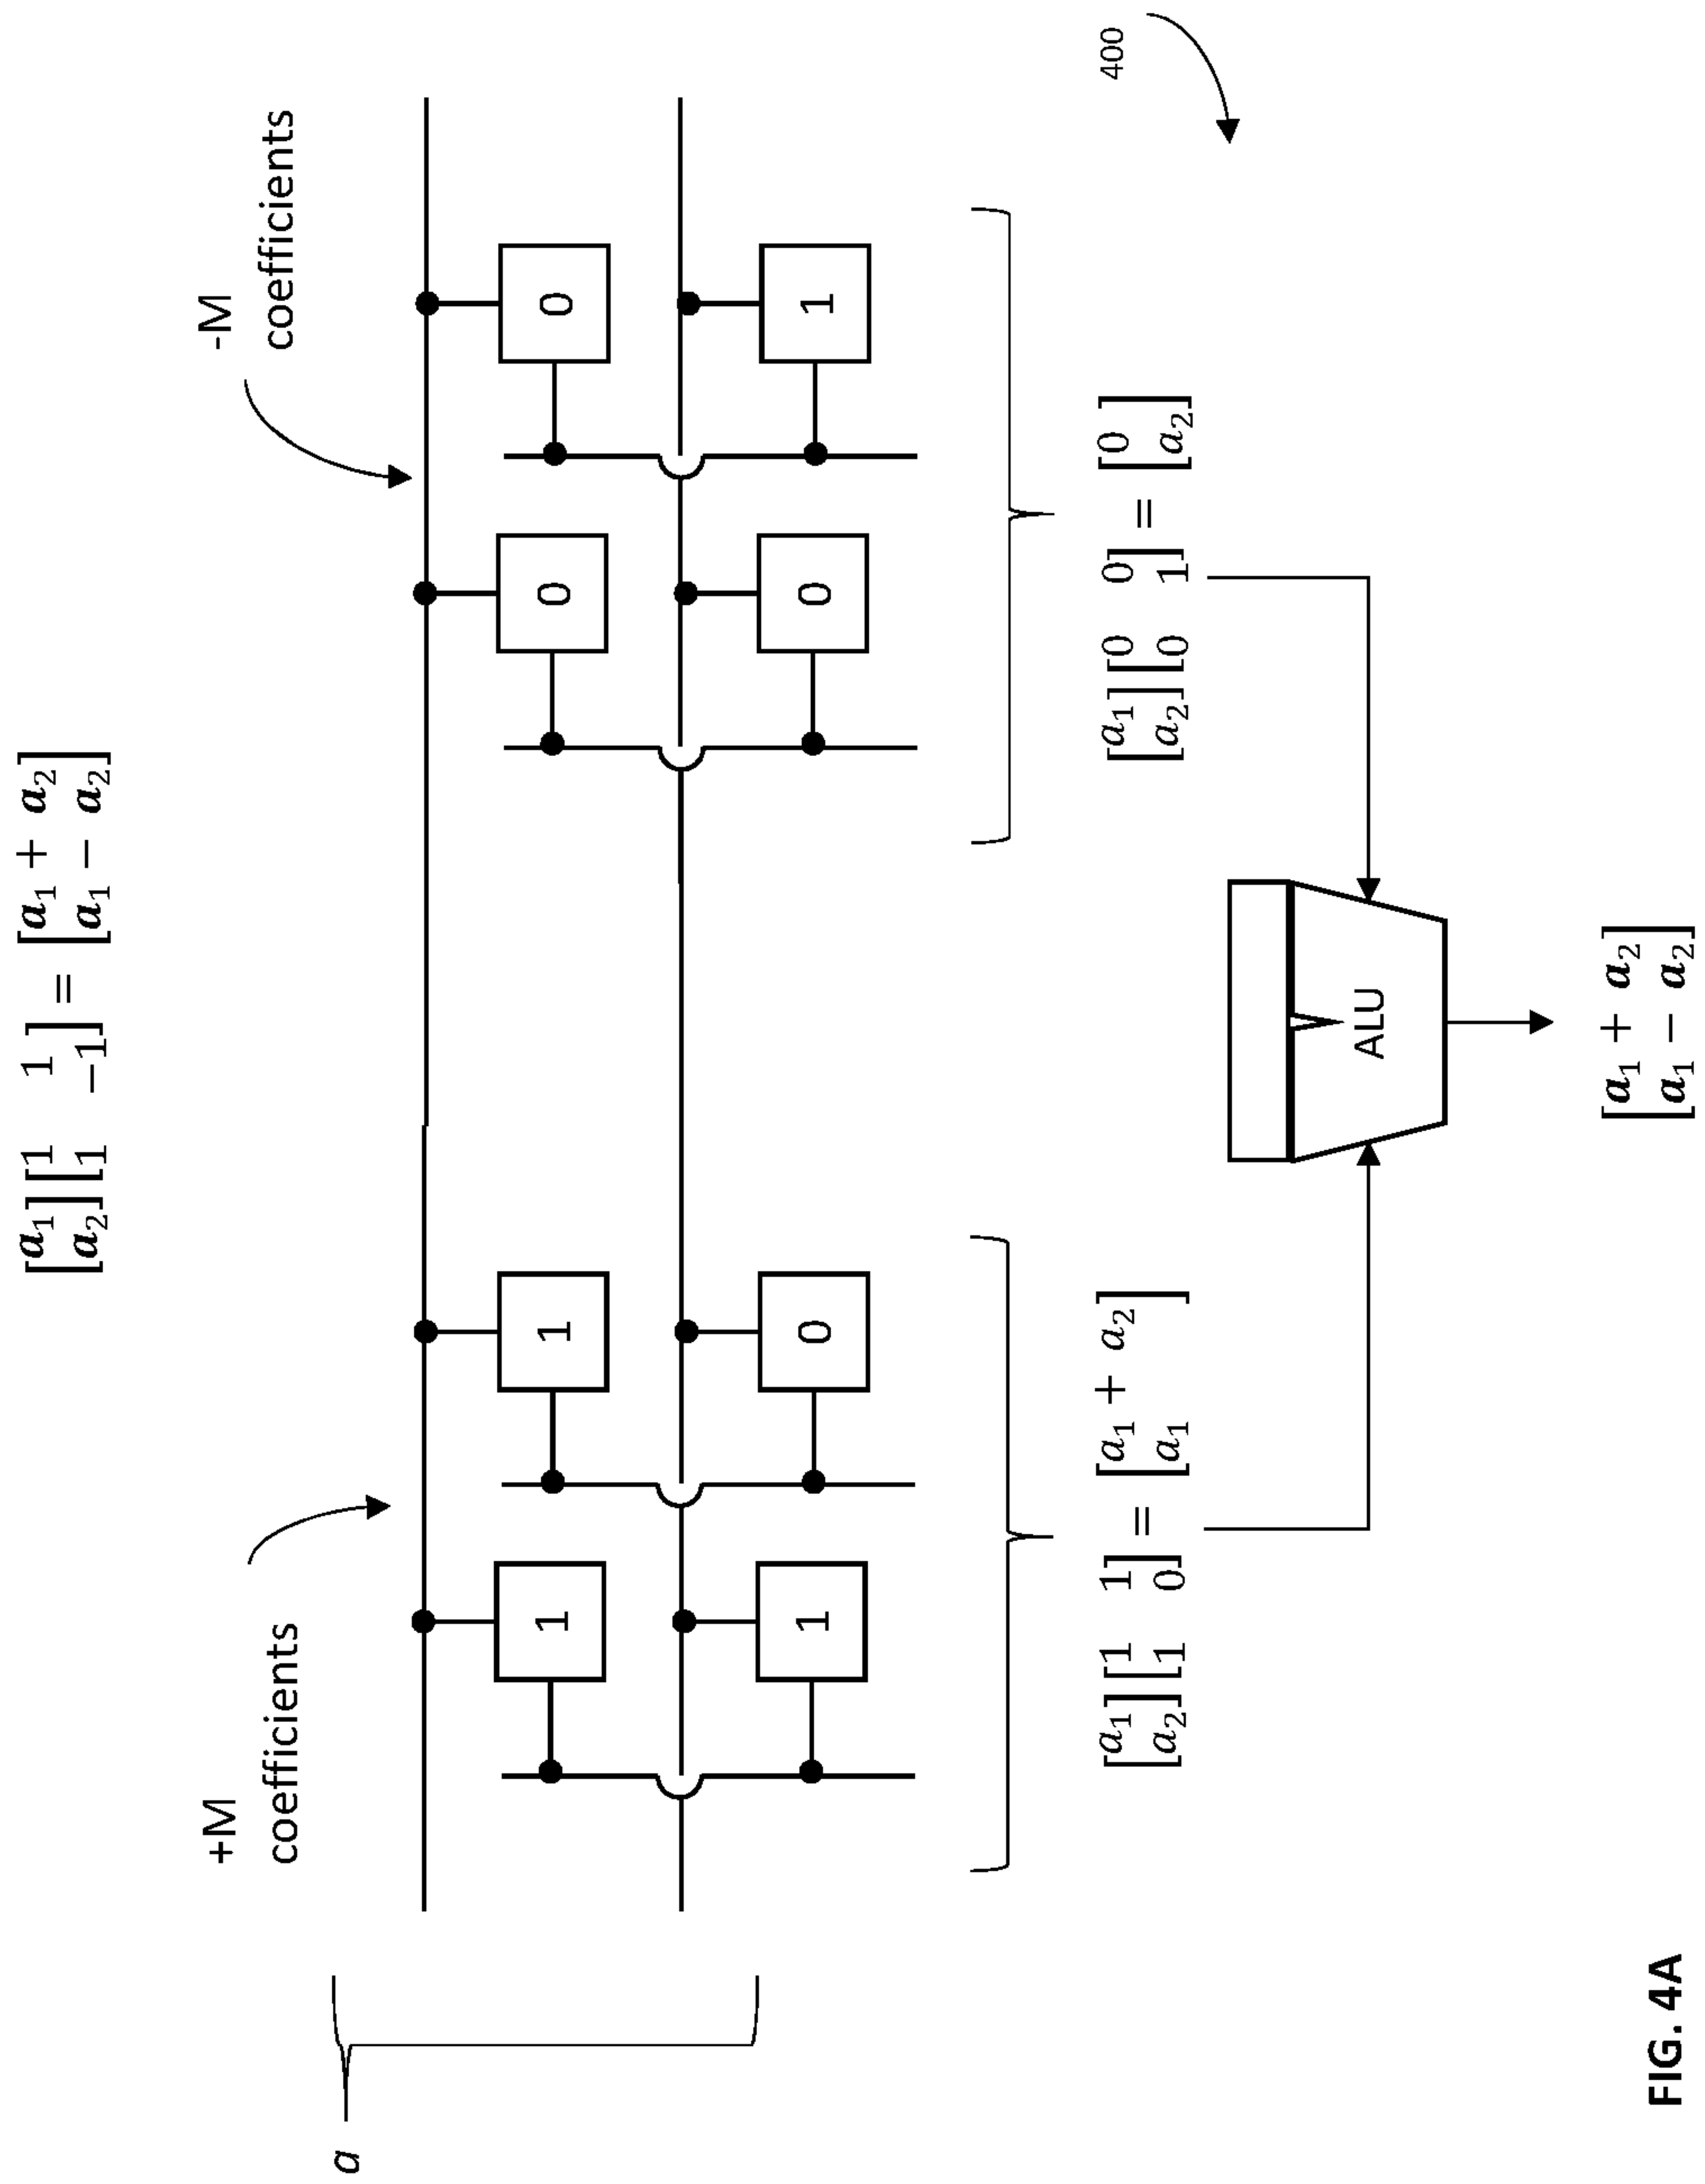 [a₁ a₂] [1 1 1 −1] = [a₁ + a₂ a₁ − a₂]
+M
coefficients
-M
coefficients
a
1 1 0 0
1 0 0 1
[a₁ a₂] [1 1 1 0] = [a₁ + a₂ a₁]
[a₁ a₂] [0 0 0 1] = [0 a₂]
400
ALU
[a₁ + a₂ a₁ − a₂]
FIG. 4A